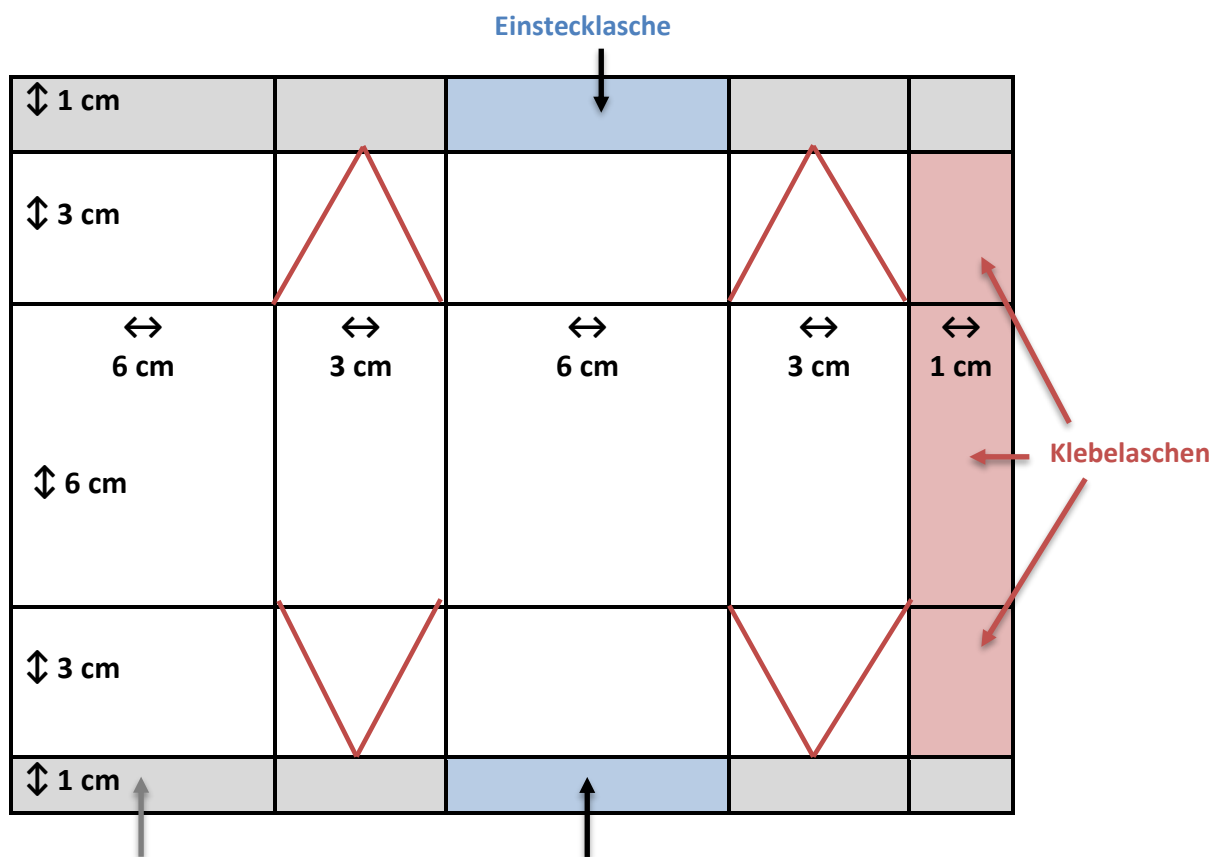 Einstecklasche
↕ 1 cm
↕ 3 cm
↔ ↔ ↔ ↔ ↔
6 cm 3 cm 6 cm 3 cm 1 cm
Klebelaschen
↕ 6 cm
↕ 3 cm
↕ 1 cm